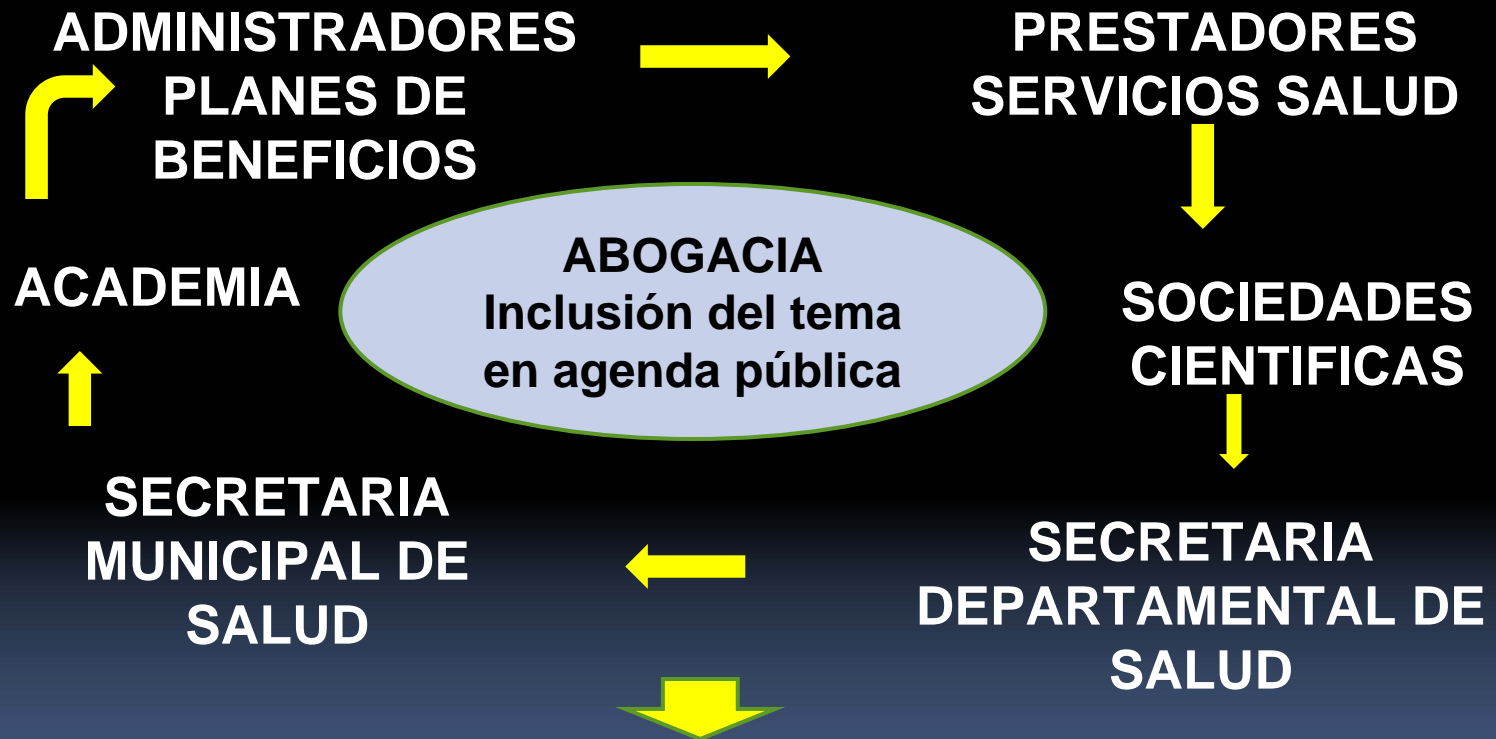 ADMINISTRADORES
PLANES DE
BENEFICIOS
PRESTADORES
SERVICIOS SALUD
ACADEMIA
ABOGACIA
Inclusión del tema
en agenda pública
SOCIEDADES
CIENTIFICAS
SECRETARIA
MUNICIPAL DE
SALUD
SECRETARIA
DEPARTAMENTAL DE
SALUD